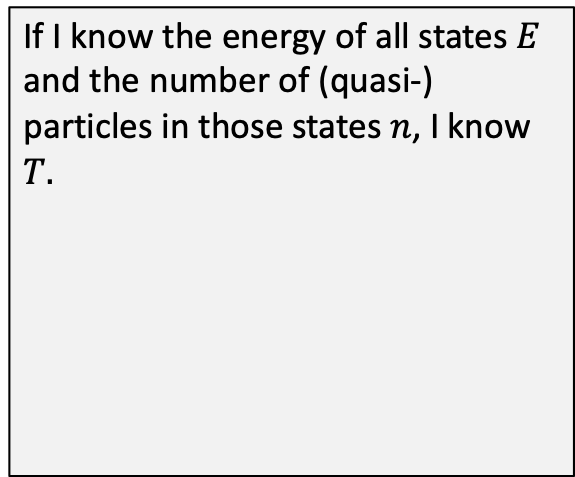 If I know the energy of all states E
and the number of (quasi-)
particles in those states n, I know
T.